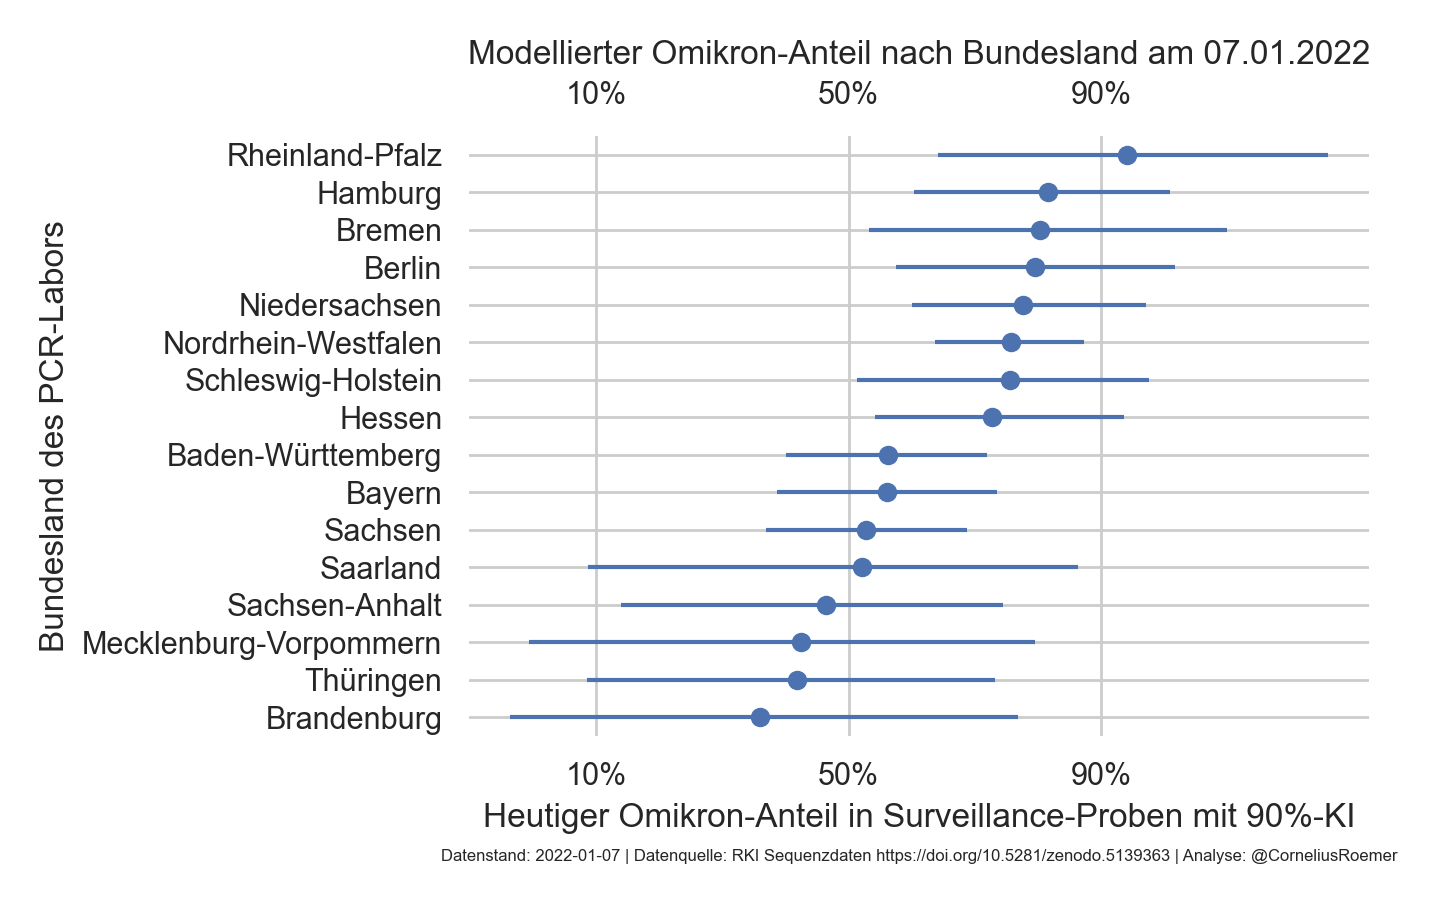 Modellierter Omikron-Anteil nach Bundesland am 07.01.2022
10% 50% 90%
Rheinland-Pfalz
Hamburg
Bremen
Berlin
Niedersachsen
Nordrhein-Westfalen
Schleswig-Holstein
Hessen
Baden-Württemberg
Bayern
Sachsen
Saarland
Sachsen-Anhalt
Mecklenburg-Vorpommern
Thüringen
Brandenburg
Bundesland des PCR-Labors
10% 50% 90%
Heutiger Omikron-Anteil in Surveillance-Proben mit 90%-KI
Datenstand: 2022-01-07 | Datenquelle: RKI Sequenzdaten https://doi.org/10.5281/zenodo.5139363 | Analyse: @CorneliusRoemer